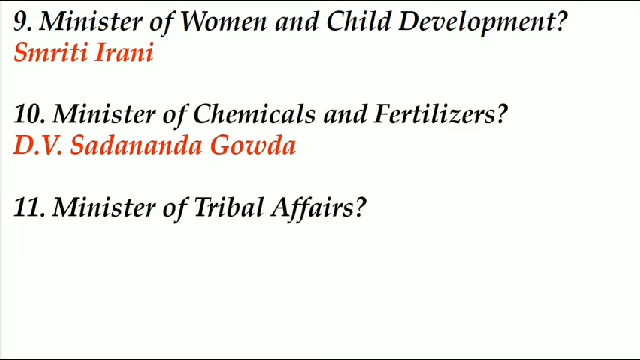 9. Minister of Women and Child Development?
Smriti Irani
10. Minister of Chemicals and Fertilizers?
D.V. Sadananda Gowda
11. Minister of Tribal Affairs?